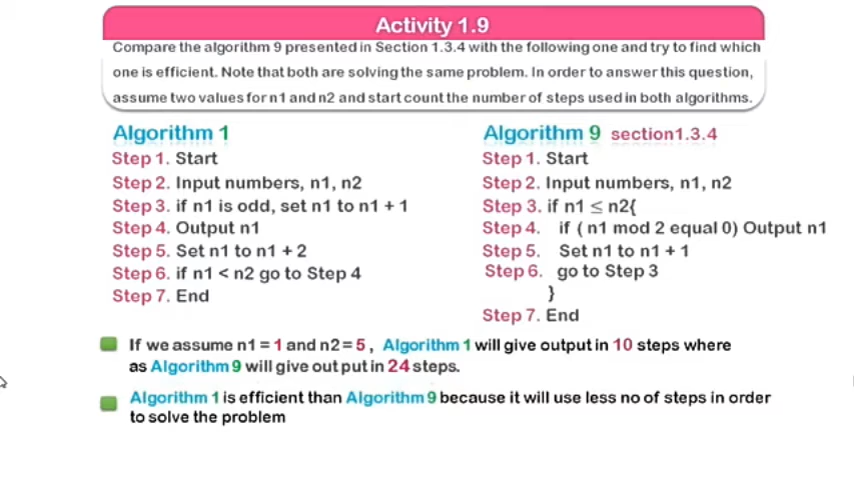 Activity 1.9
Compare the algorithm 9 presented in Section 1.3.4 with the following one and try to find which
one is efficient. Note that both are solving the same problem. In order to answer this question,
assume two values for n1 and n2 and start count the number of steps used in both algorithms.
Algorithm 1
Step 1. Start
Step 2. Input numbers, n1, n2
Step 3. if n1 is odd, set n1 to n1 + 1
Step 4. Output n1
Step 5. Set n1 to n1 + 2
Step 6. if n1 < n2 go to Step 4
Step 7. End
Algorithm 9 section1.3.4
Step 1. Start
Step 2. Input numbers, n1, n2
Step 3. if n1 ≤ n2{
Step 4. if ( n1 mod 2 equal 0) Output n1
Step 5. Set n1 to n1 + 1
Step 6. go to Step 3
}
Step 7. End
If we assume n1 = 1 and n2 = 5 , Algorithm 1 will give output in 10 steps where
as Algorithm 9 will give out put in 24 steps.
Algorithm 1 is efficient than Algorithm 9 because it will use less no of steps in order
to solve the problem